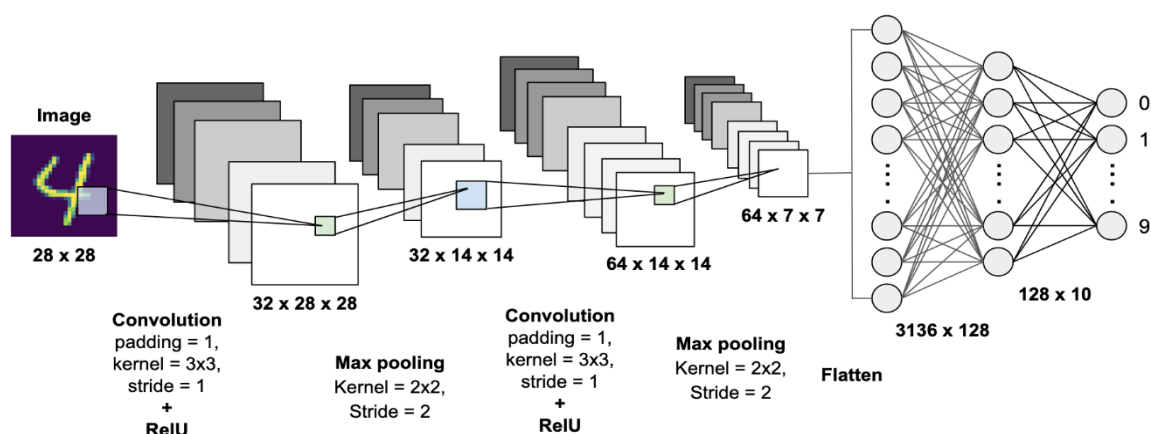 Image
28 x 28
32 x 28 x 28
Convolution
padding = 1,
kernel = 3x3,
stride = 1
+
RelU
32 x 14 x 14
Max pooling
Kernel = 2x2,
Stride = 2
64 x 14 x 14
Convolution
padding = 1,
kernel = 3x3,
stride = 1
+
RelU
64 x 7 x 7
Max pooling
Kernel = 2x2,
Stride = 2
Flatten
3136 x 128
128 x 10
0
1
9